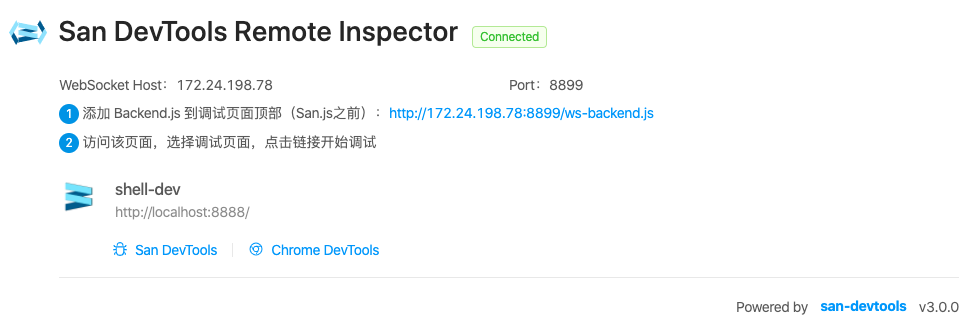 San DevTools Remote Inspector Connected
WebSocket Host：172.24.198.78 Port：8899
1 添加 Backend.js 到调试页面顶部（San.js之前）：http://172.24.198.78:8899/ws-backend.js
2 访问该页面，选择调试页面，点击链接开始调试
shell-dev
http://localhost:8888/
San DevTools Chrome DevTools
Powered by san-devtools v3.0.0